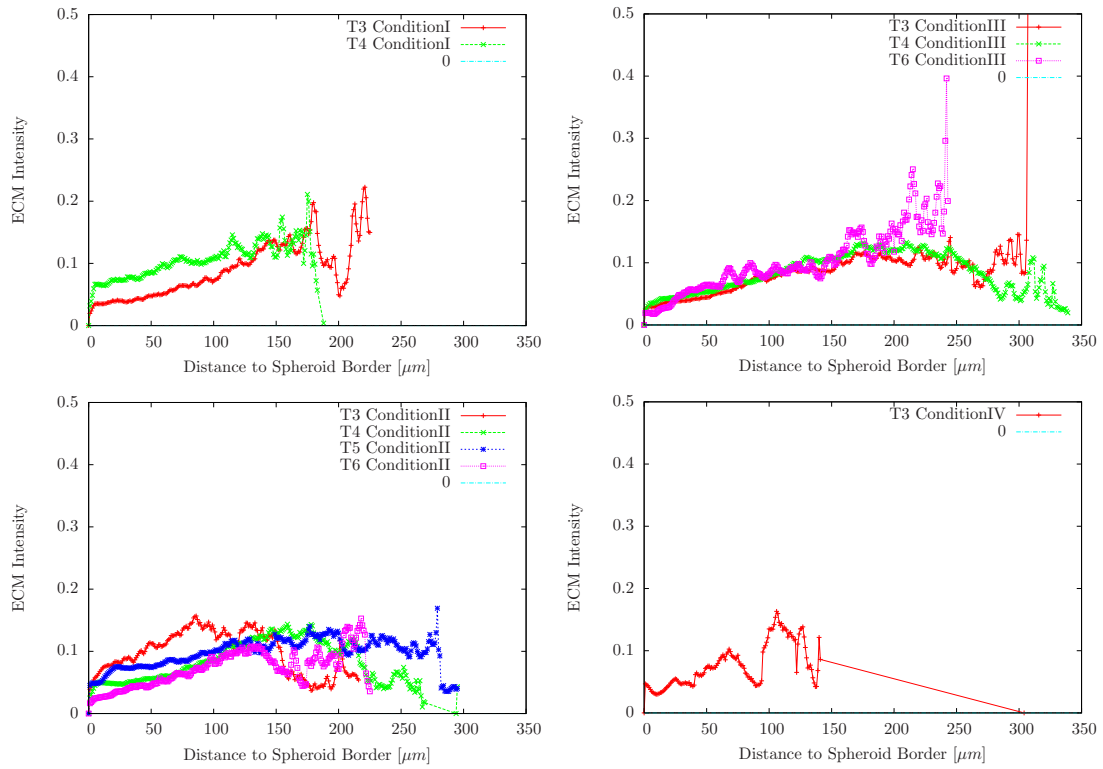 T3 ConditionI
T4 ConditionI
0
0.5
0.4
0.3
0.2
0.1
0
ECM Intensity
0 50 100 150 200 250 300 350
Distance to Spheroid Border [μm]
T3 ConditionIII
T4 ConditionIII
T6 ConditionIII
0
0.5
0.4
0.3
0.2
0.1
0
ECM Intensity
0 50 100 150 200 250 300 350
Distance to Spheroid Border [μm]
T3 ConditionII
T4 ConditionII
T5 ConditionII
T6 ConditionII
0
0.5
0.4
0.3
0.2
0.1
0
ECM Intensity
0 50 100 150 200 250 300 350
Distance to Spheroid Border [μm]
T3 ConditionIV
0
0.5
0.4
0.3
0.2
0.1
0
ECM Intensity
0 50 100 150 200 250 300 350
Distance to Spheroid Border [μm]